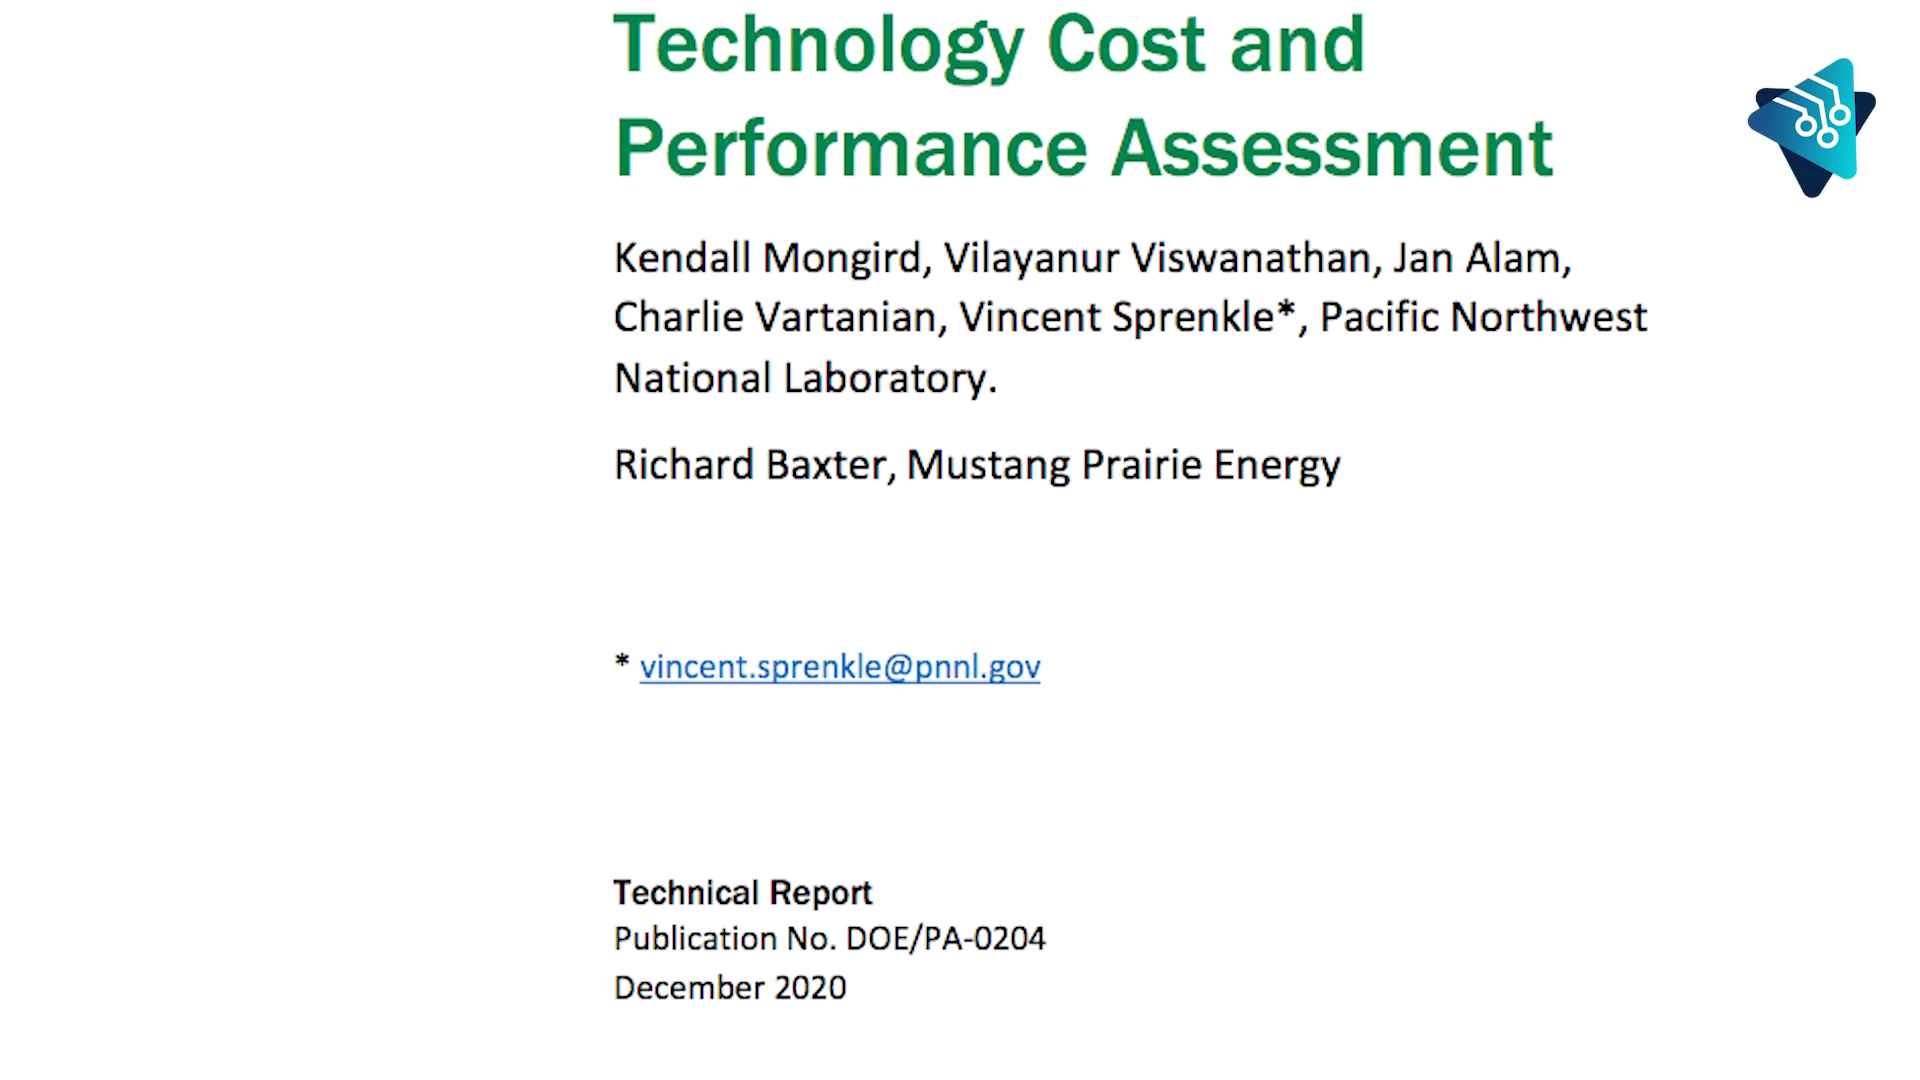 Technology Cost and
Performance Assessment
Kendall Mongird, Vilayanur Viswanathan, Jan Alam,
Charlie Vartanian, Vincent Sprenkle*, Pacific Northwest
National Laboratory.
Richard Baxter, Mustang Prairie Energy
* vincent.sprenkle@pnnl.gov
Technical Report
Publication No. DOE/PA-0204
December 2020